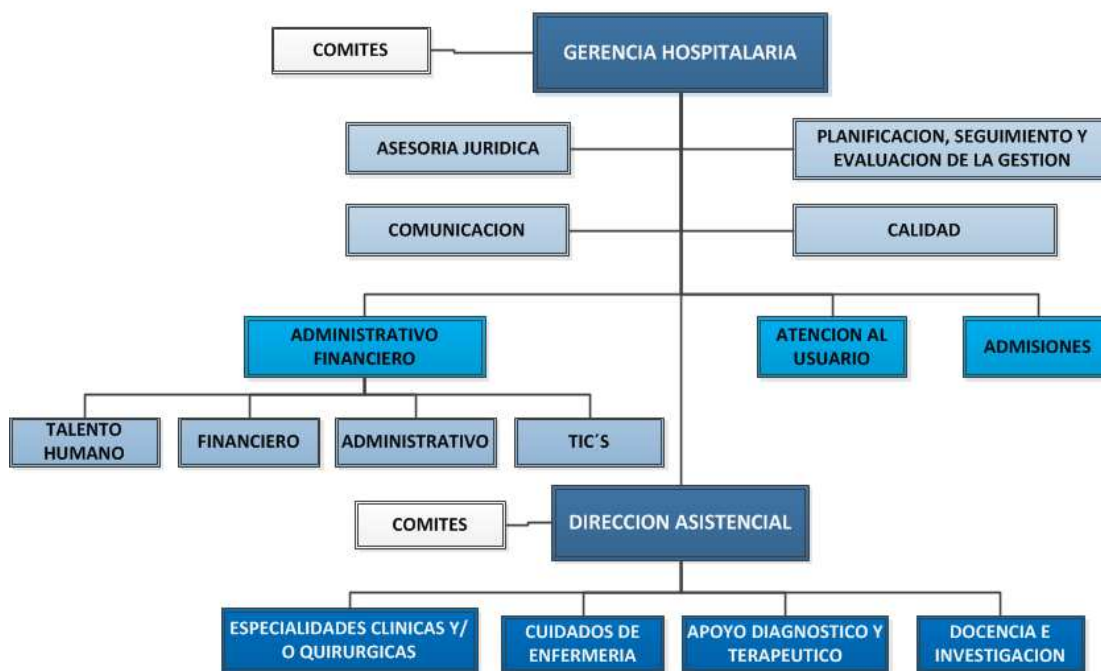 COMITES
GERENCIA HOSPITALARIA
ASESORIA JURIDICA
PLANIFICACION, SEGUIMIENTO Y
EVALUACION DE LA GESTION
COMUNICACION
CALIDAD
ADMINISTRATIVO
FINANCIERO
ATENCION AL
USUARIO
ADMISIONES
TALENTO
HUMANO
FINANCIERO
ADMINISTRATIVO
TIC´S
COMITES
DIRECCION ASISTENCIAL
ESPECIALIDADES CLINICAS Y/
O QUIRURGICAS
CUIDADOS DE
ENFERMERIA
APOYO DIAGNOSTICO Y
TERAPEUTICO
DOCENCIA E
INVESTIGACION